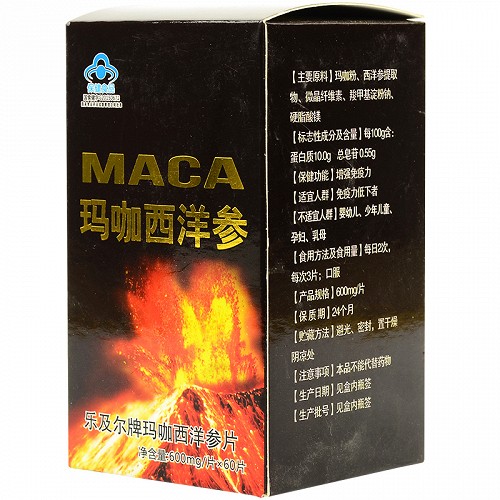 保健食品
MACA
玛咖西洋参
乐及尔牌玛咖西洋参片
净含量:600mg/片×60片
【主要原料】玛咖粉、西洋参提取
物、微晶纤维素、羧甲基淀粉钠、
硬脂酸镁
【标志性成分及含量】每100g含:
蛋白质10.0g 总皂苷0.55g
【保健功能】增强免疫力
【适宜人群】免疫力低下者
【不适宜人群】婴幼儿、少年儿童、
孕妇、乳母
【食用方法及食用量】每日2次,
每次3片;口服
【产品规格】600mg/片
【保质期】24个月
【贮藏方法】避光、密封,置干燥
阴凉处
【注意事项】本品不能代替药物
【生产日期】见盒内瓶签
【生产批号】见盒内瓶签